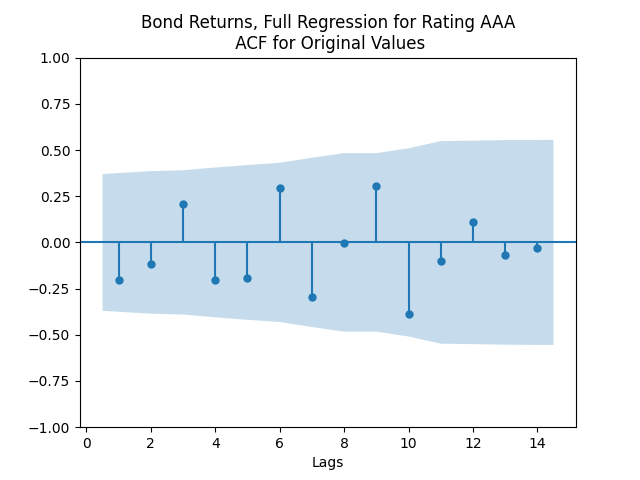 Bond Returns, Full Regression for Rating AAA
ACF for Original Values
1.00
0.75
0.50
0.25
0.00
−0.25
−0.50
−0.75
−1.00
0 2 4 6 8 10 12 14
Lags